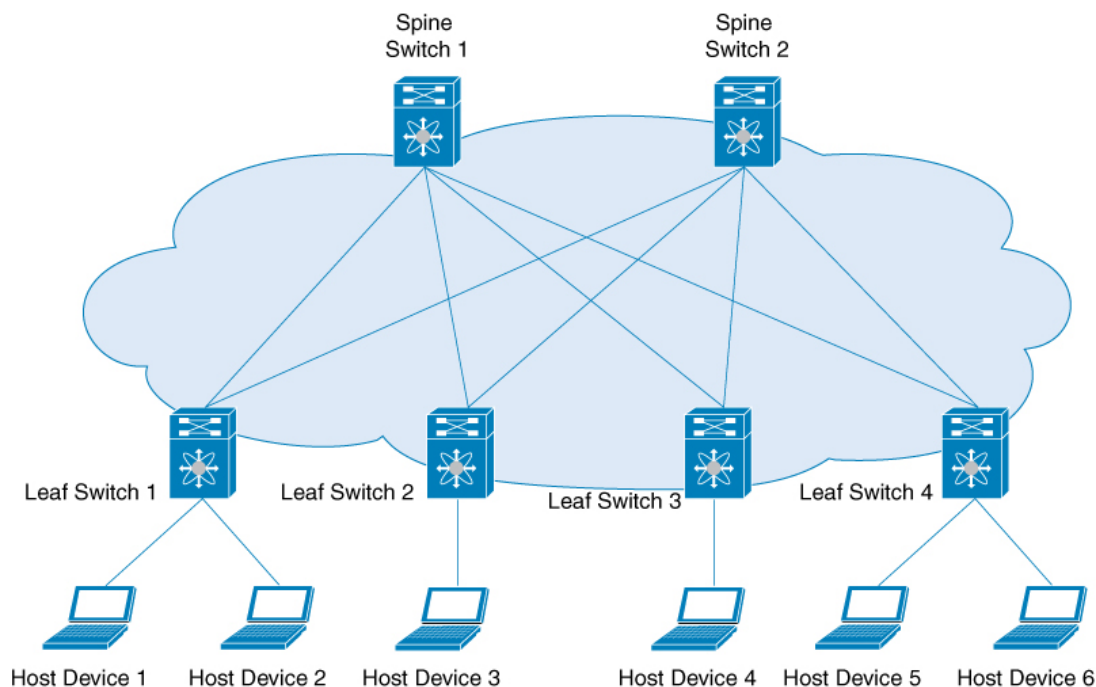 Spine
Switch 1
Spine
Switch 2
Leaf Switch 1
Leaf Switch 2
Leaf Switch 3
Leaf Switch 4
Host Device 1
Host Device 2
Host Device 3
Host Device 4
Host Device 5
Host Device 6